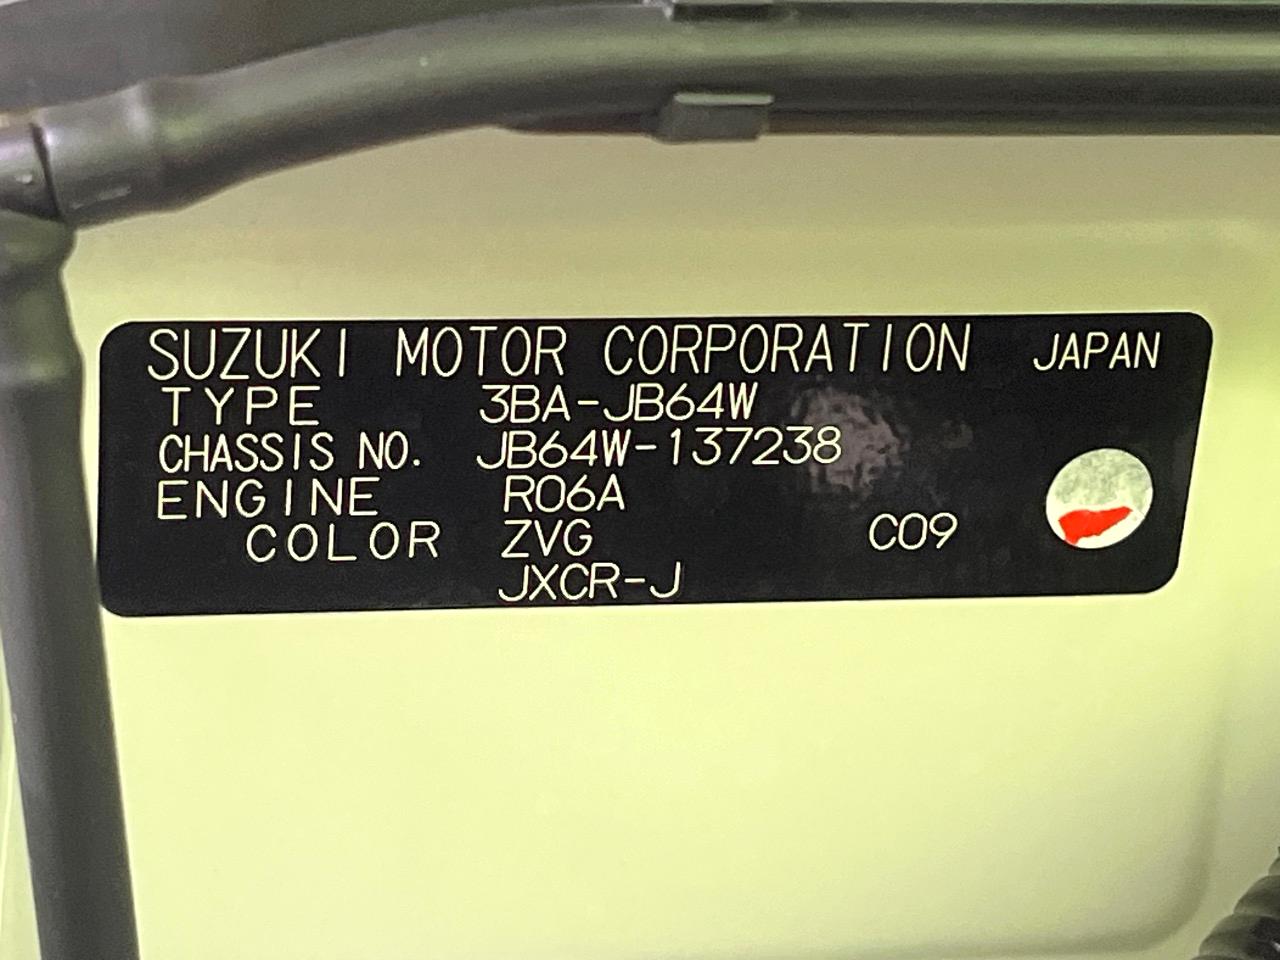 SUZUKI MOTOR CORPORATION JAPAN
TYPE 3BA-JB64W
CHASSIS NO. JB64W-137238
ENGINE R06A
COLOR ZVG C09
JXCR-J